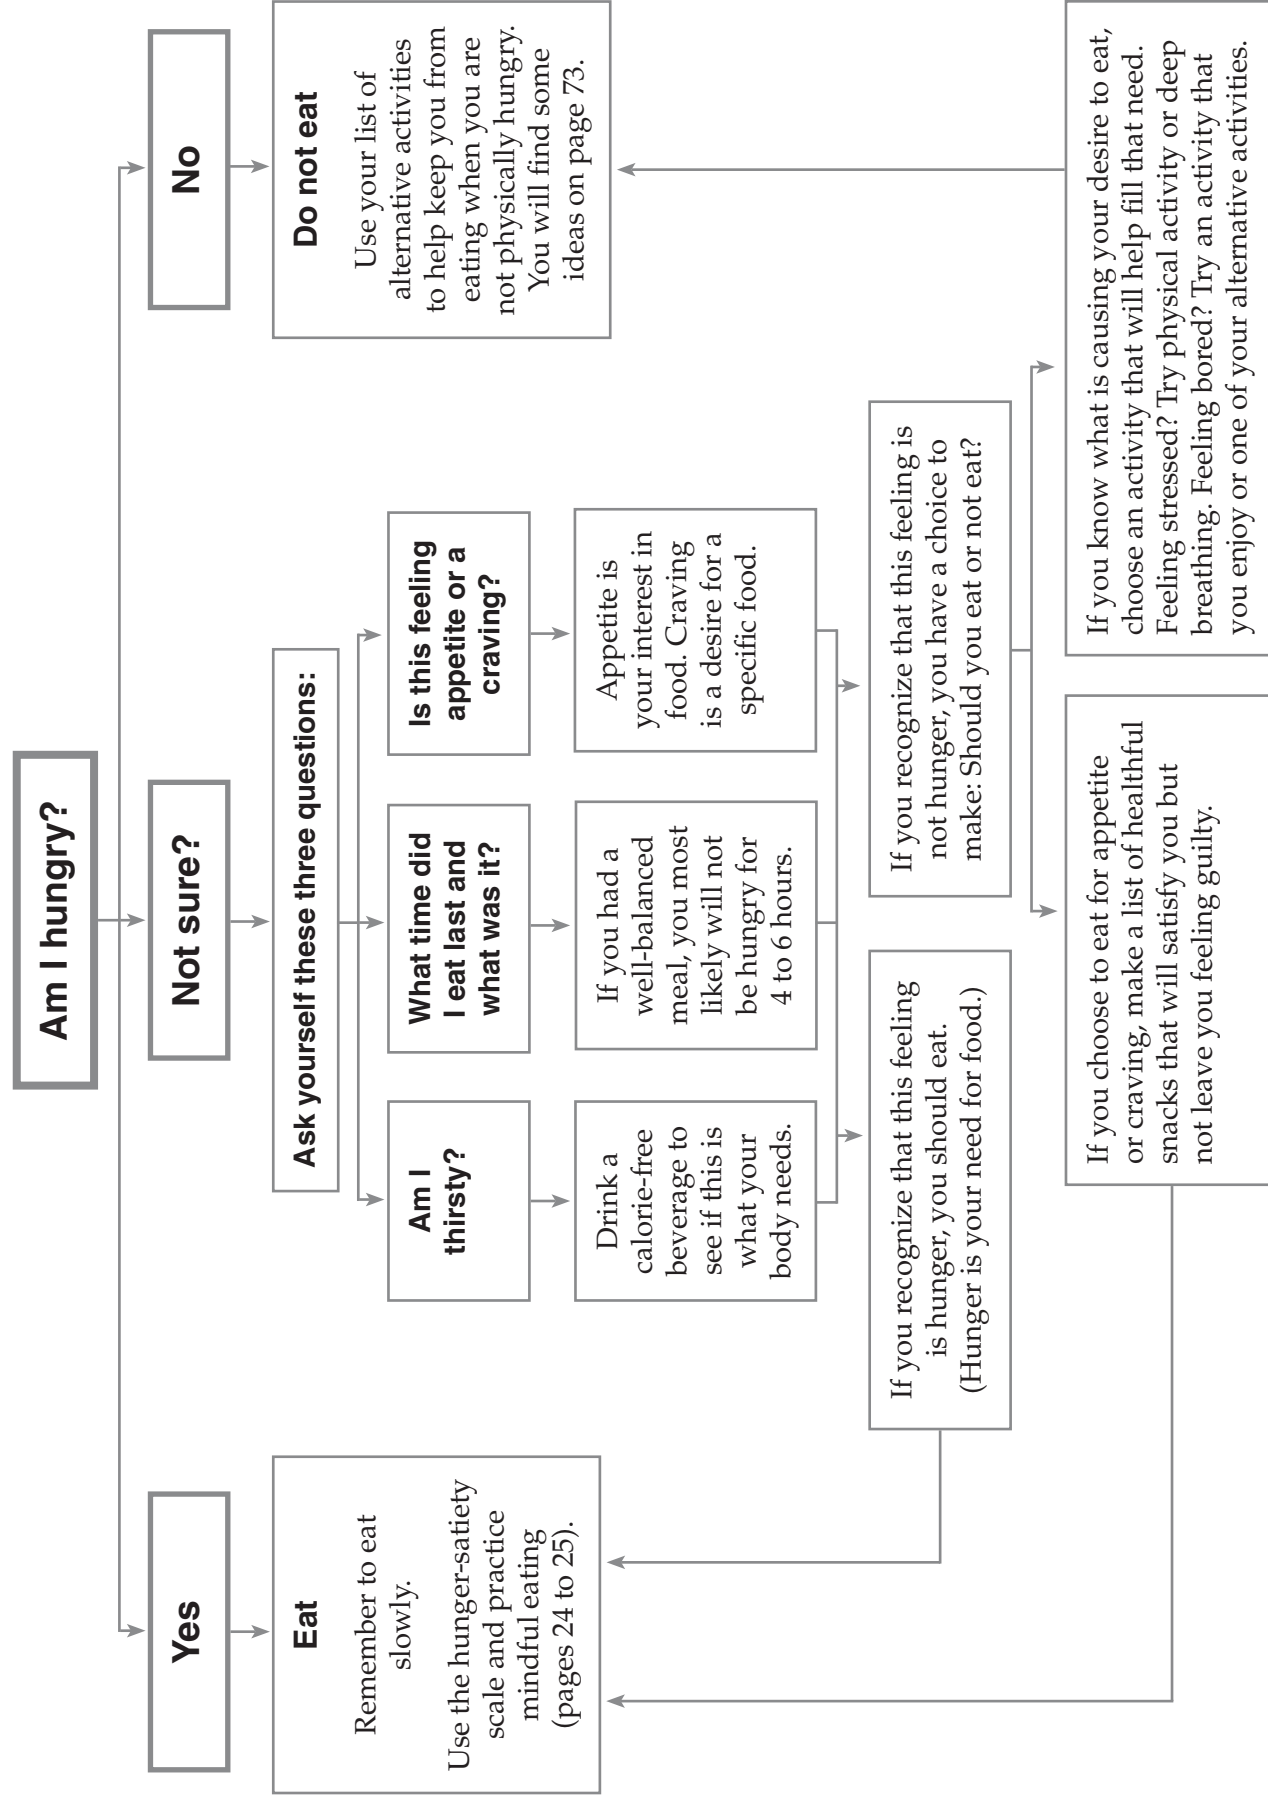 Am I hungry?
Yes
Not sure?
No
Eat
Remember to eat
slowly.
Use the hunger-satiety
scale and practice
mindful eating
(pages 24 to 25).
Ask yourself these three questions:
Do not eat
Use your list of
alternative activities
to help keep you from
eating when you are
not physically hungry.
You will find some
ideas on page 73.
Am I
thirsty?
What time did
I eat last and
what was it?
Is this feeling
appetite or a
craving?
Drink a
calorie-free
beverage to
see if this is
what your
body needs.
If you had a
well-balanced
meal, you most
likely will not
be hungry for
4 to 6 hours.
Appetite is
your interest in
food. Craving
is a desire for a
specific food.
If you recognize that this feeling
is hunger, you should eat.
(Hunger is your need for food.)
If you recognize that this feeling is
not hunger, you have a choice to
make: Should you eat or not eat?
If you choose to eat for appetite
or craving, make a list of healthful
snacks that will satisfy you but
not leave you feeling guilty.
If you know what is causing your desire to eat,
choose an activity that will help fill that need.
Feeling stressed? Try physical activity or deep
breathing. Feeling bored? Try an activity that
you enjoy or one of your alternative activities.